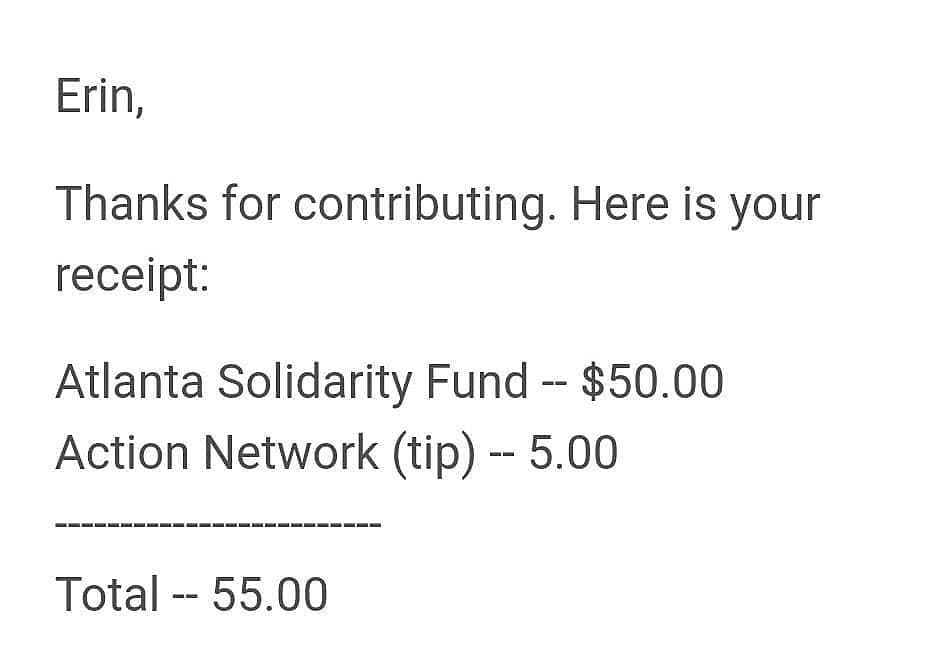 Erin,
Thanks for contributing. Here is your
receipt:
Atlanta Solidarity Fund -- $50.00
Action Network (tip) -- 5.00
-------------------------
Total -- 55.00